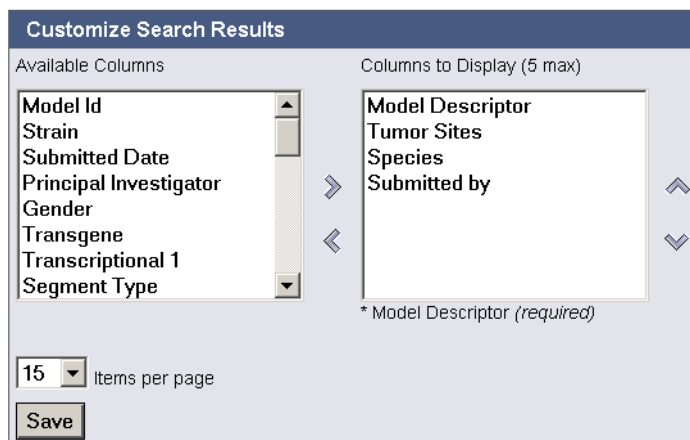 Customize Search Results
Available Columns
Columns to Display (5 max)
Model Id
Strain
Submitted Date
Principal Investigator
Gender
Transgene
Transcriptional 1
Segment Type
Model Descriptor
Tumor Sites
Species
Submitted by
* Model Descriptor (required)
15 Items per page
Save